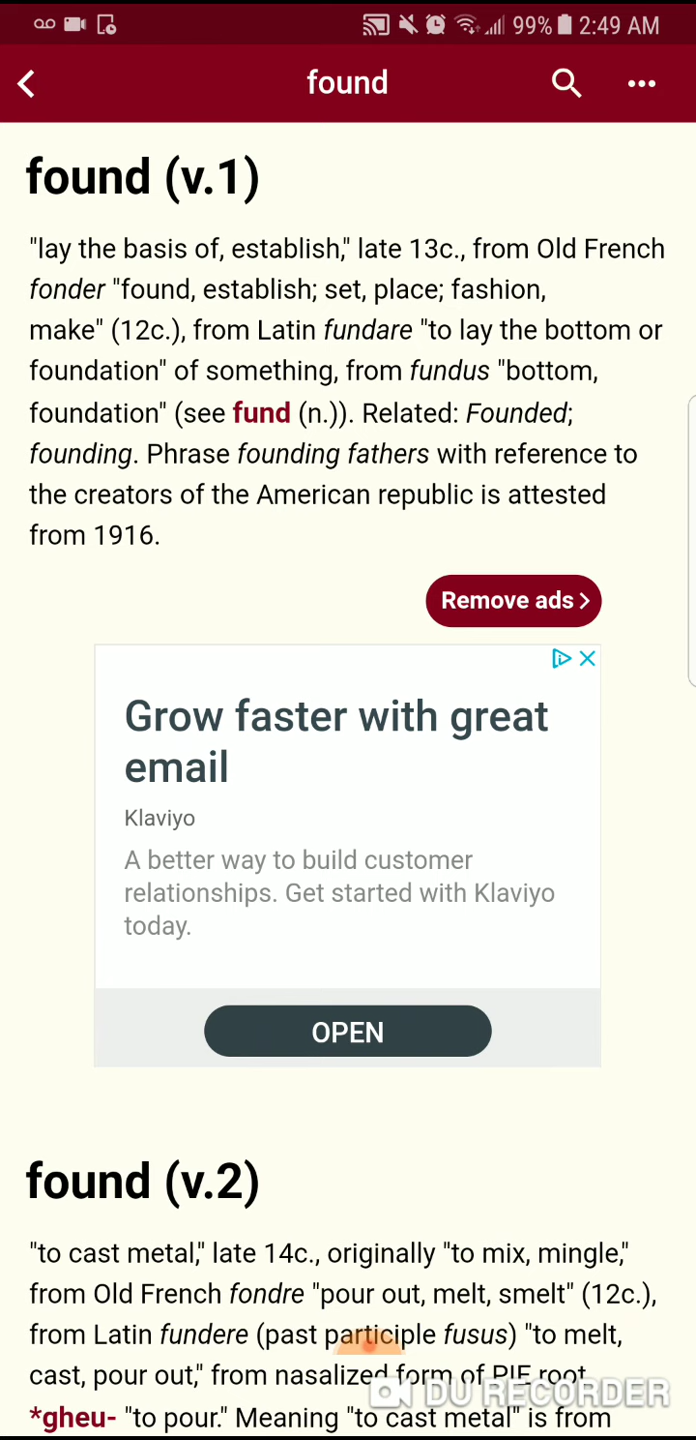 99% 2:49 AM
found
found (v.1)
"lay the basis of, establish," late 13c., from Old French
fonder "found, establish; set, place; fashion,
make" (12c.), from Latin fundare "to lay the bottom or
foundation" of something, from fundus "bottom,
foundation" (see fund (n.)). Related: Founded;
founding. Phrase founding fathers with reference to
the creators of the American republic is attested
from 1916.
Remove ads >
Grow faster with great
email
Klaviyo
A better way to build customer
relationships. Get started with Klaviyo
today.
OPEN
found (v.2)
"to cast metal," late 14c., originally "to mix, mingle,"
from Old French fondre "pour out, melt, smelt" (12c.),
from Latin fundere (past participle fusus) "to melt,
cast, pour out," from nasalized form of PIE root
DU RECORDER
*gheu- "to pour." Meaning "to cast metal" is from